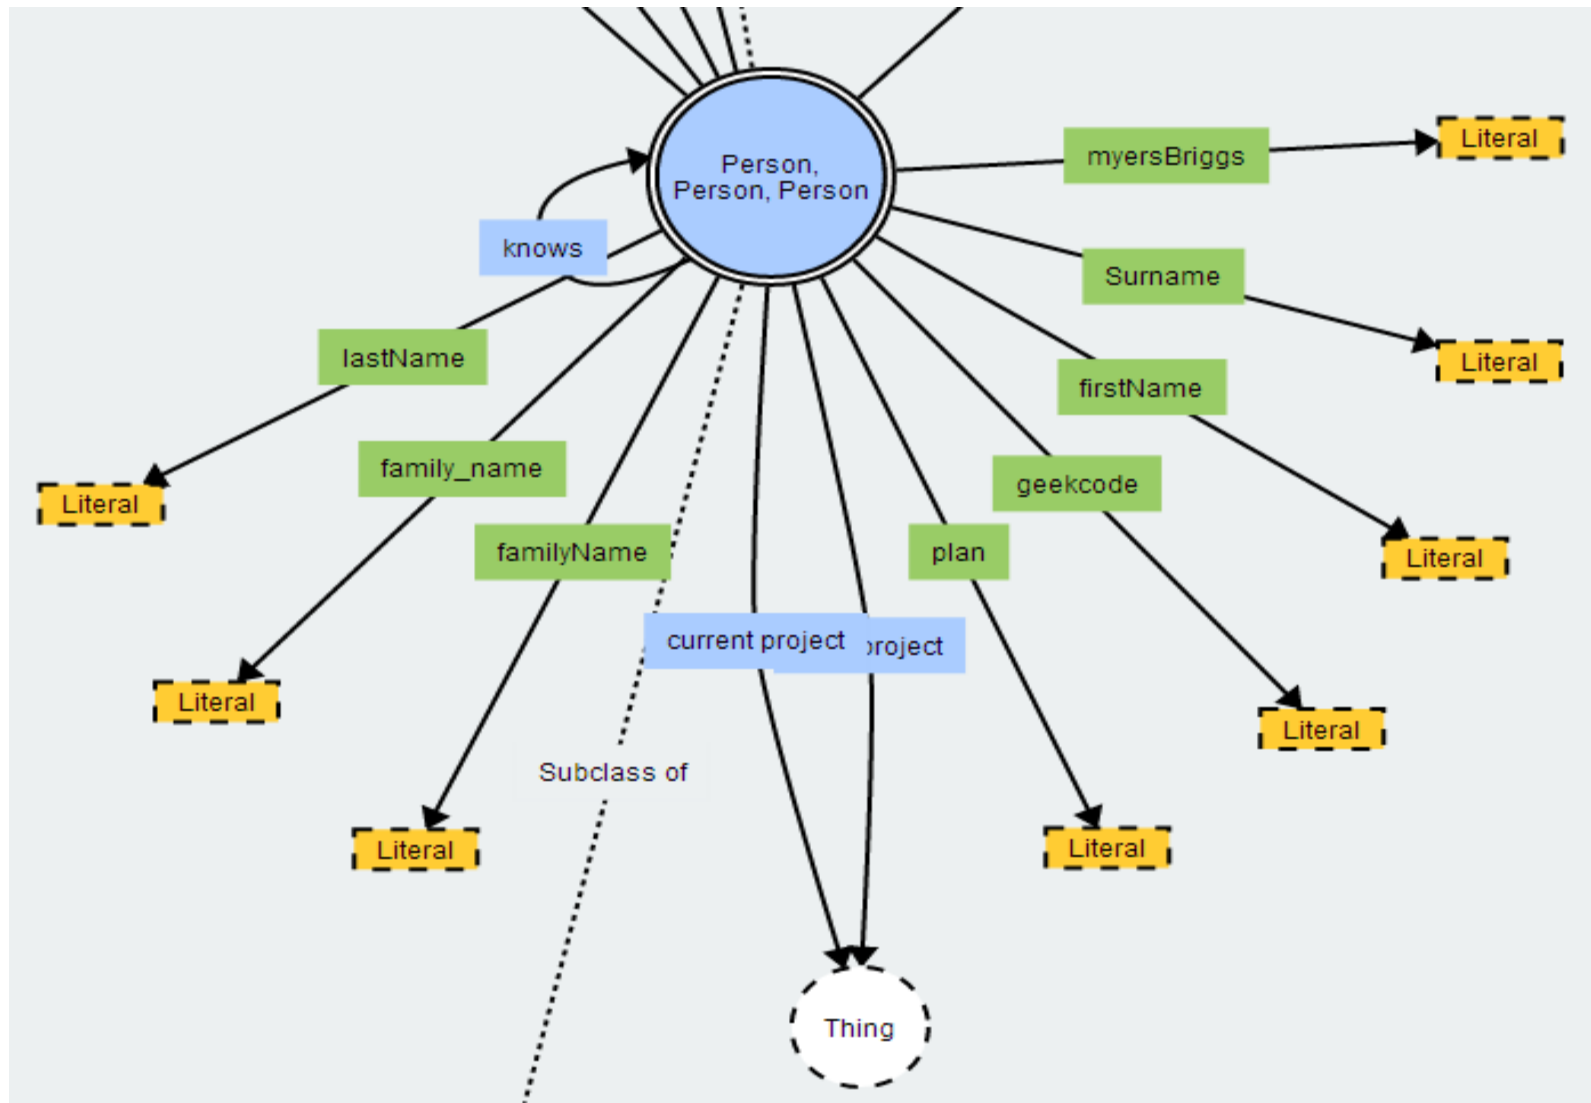 Person,
Person, Person
myersBriggs
Literal
knows
Surname
Literal
lastName
firstName
family_name
geekcode
Literal
familyName
plan
Literal
current project
project
Literal
Literal
Subclass of
Literal
Literal
Thing